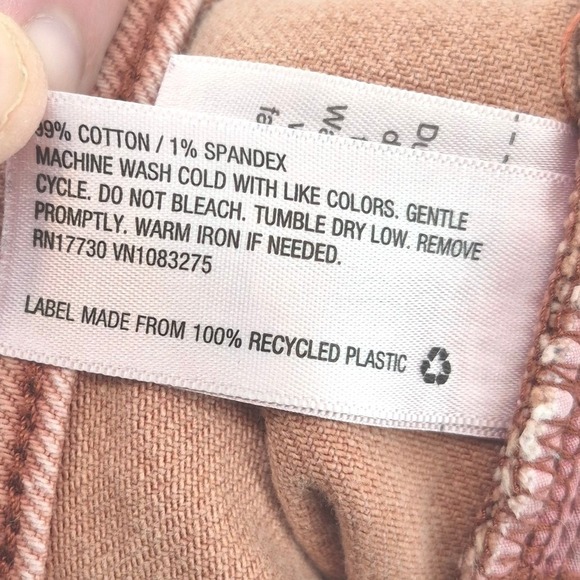 99% COTTON / 1% SPANDEX
MACHINE WASH COLD WITH LIKE COLORS. GENTLE
CYCLE. DO NOT BLEACH. TUMBLE DRY LOW. REMOVE
PROMPTLY. WARM IRON IF NEEDED.
RN17730 VN1083275
LABEL MADE FROM 100% RECYCLED PLASTIC